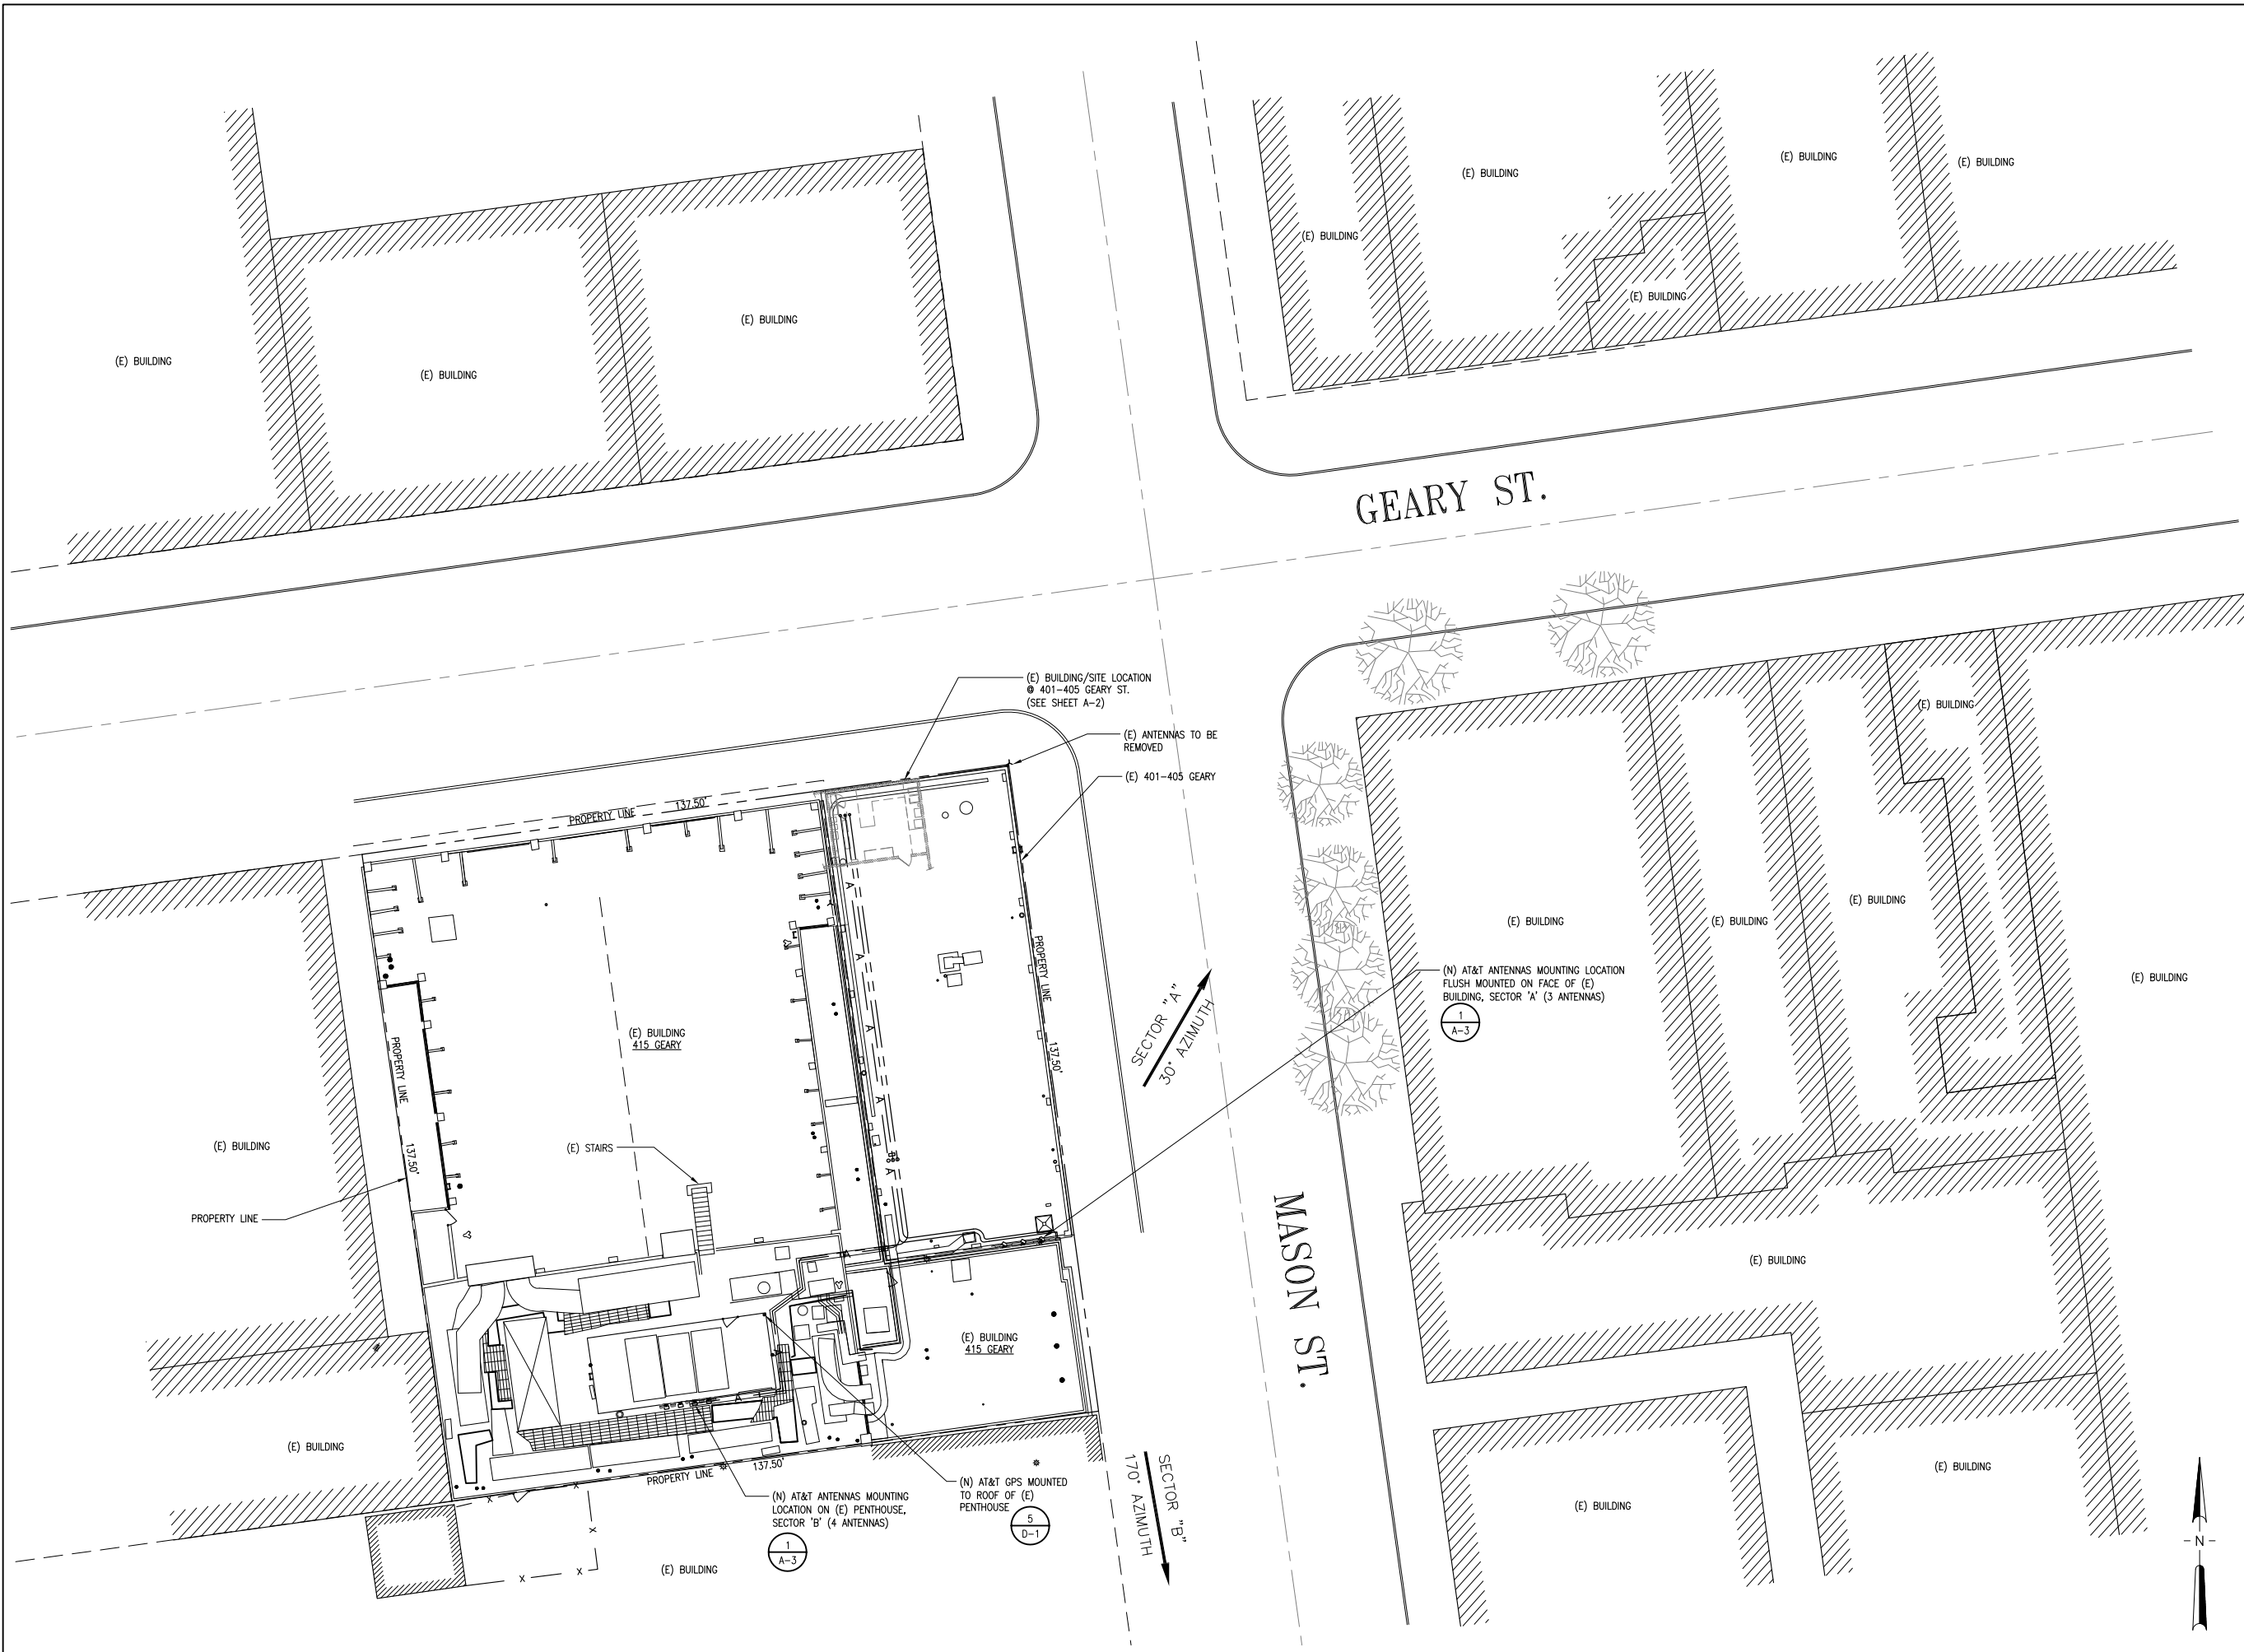 (E) BUILDING
(E) BUILDING
(E) BUILDING
(E) BUILDING
(E) BUILDING
(E) BUILDING
(E) BUILDING
(E) BUILDING
(E) BUILDING
GEARY ST.
(E) BUILDING/SITE LOCATION
@ 401-405 GEARY ST.
(SEE SHEET A-2)
(E) ANTENNAS TO BE
REMOVED
(E) 401-405 GEARY
(E) BUILDING
PROPERTY LINE 137.50'
A
A
A
A
A
A
PROPERTY LINE
137.50'
(E) BUILDING
(E) BUILDING
(E) BUILDING
(E) BUILDING
(N) AT&T ANTENNAS MOUNTING LOCATION
FLUSH MOUNTED ON FACE OF (E)
BUILDING, SECTOR 'A' (3 ANTENNAS)
1
A-3
SECTOR "A"
30° AZIMUTH
(E) BUILDING
415 GEARY
PROPERTY LINE
137.50'
(E) BUILDING
(E) STAIRS
PROPERTY LINE
MASON ST.
(E) BUILDING
(E) BUILDING
415 GEARY
(E) BUILDING
PROPERTY LINE 137.50'
(N) AT&T ANTENNAS MOUNTING
LOCATION ON (E) PENTHOUSE,
SECTOR 'B' (4 ANTENNAS)
1
A-3
(N) AT&T GPS MOUNTED
TO ROOF OF (E)
PENTHOUSE
5
D-1
SECTOR "B"
170° AZIMUTH
(E) BUILDING
(E) BUILDING
X
X
X
X
(E) BUILDING
N